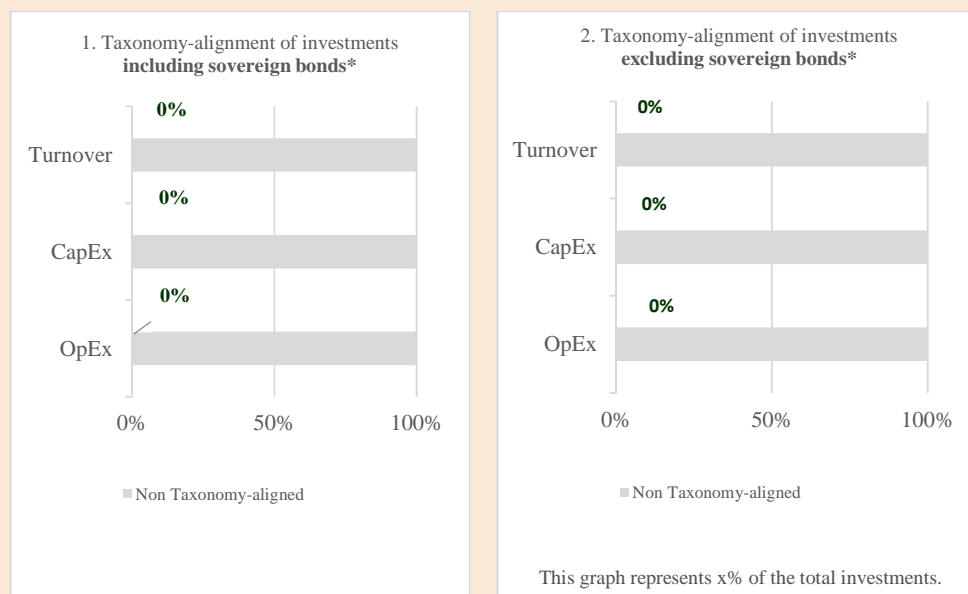 1. Taxonomy-alignment of investments
including sovereign bonds*
0%
Turnover
0%
CapEx
0%
OpEx
0% 50% 100%
Non Taxonomy-aligned
2. Taxonomy-alignment of investments
excluding sovereign bonds*
0%
Turnover
0%
CapEx
0%
OpEx
0% 50% 100%
Non Taxonomy-aligned
This graph represents x% of the total investments.